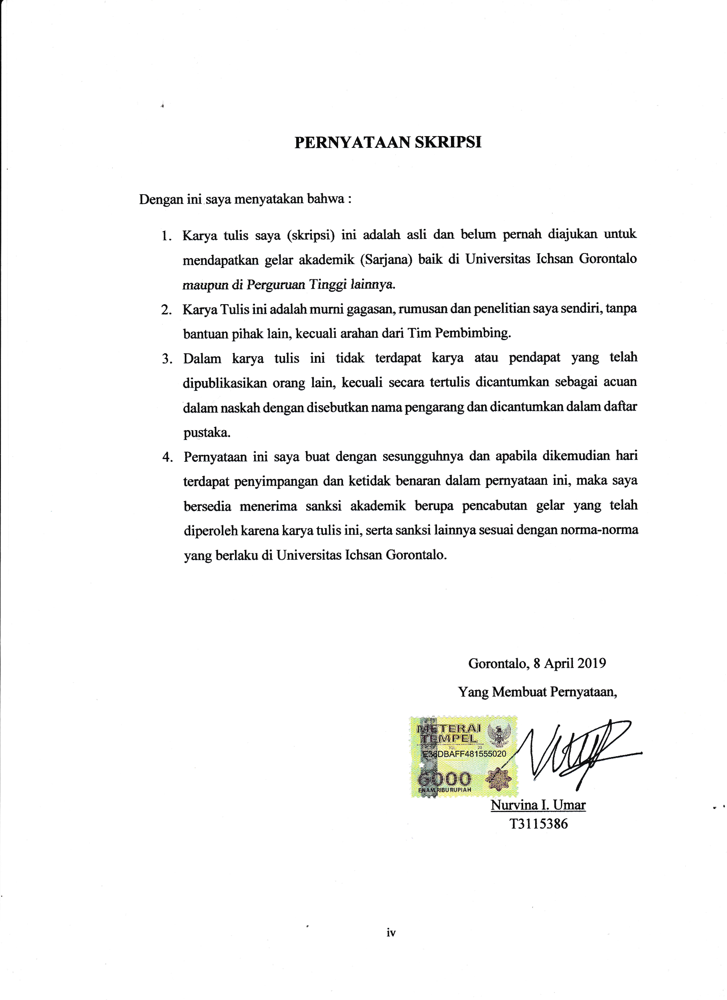 PERNYATAAN SKRIPSI
Dengan ini saya menyatakan bahwa :
1. Karya tulis saya (skripsi) ini adalah asli dan belum pernah diajukan untuk
mendapatkan gelar akademik (Sarjana) baik di Universitas Ichsan Gorontalo
maupun di Perguruan Tinggi lainnya.
2. Karya Tulis ini adalah murni gagasan, rumusan dan penelitian saya sendiri, tanpa
bantuan pihak lain, kecuali arahan dari Tim Pembimbing.
3. Dalam karya tulis ini tidak terdapat karya atau pendapat yang telah
dipublikasikan orang lain, kecuali secara tertulis dicantumkan sebagai acuan
dalam naskah dengan disebutkan nama pengarang dan dicantumkan dalam daftar
pustaka.
4. Pernyataan ini saya buat dengan sesungguhnya dan apabila dikemudian hari
terdapat penyimpangan dan ketidak benaran dalam pernyataan ini, maka saya
bersedia menerima sanksi akademik berupa pencabutan gelar yang telah
diperoleh karena karya tulis ini, serta sanksi lainnya sesuai dengan norma-norma
yang berlaku di Universitas Ichsan Gorontalo.
Gorontalo, 8 April 2019
Yang Membuat Pernyataan,
METERAI
TEMPEL
TGL. 20
E36DBAFF481555020
6000
ENAM RIBU RUPIAH
Nurvina I. Umar
T3115386
iv